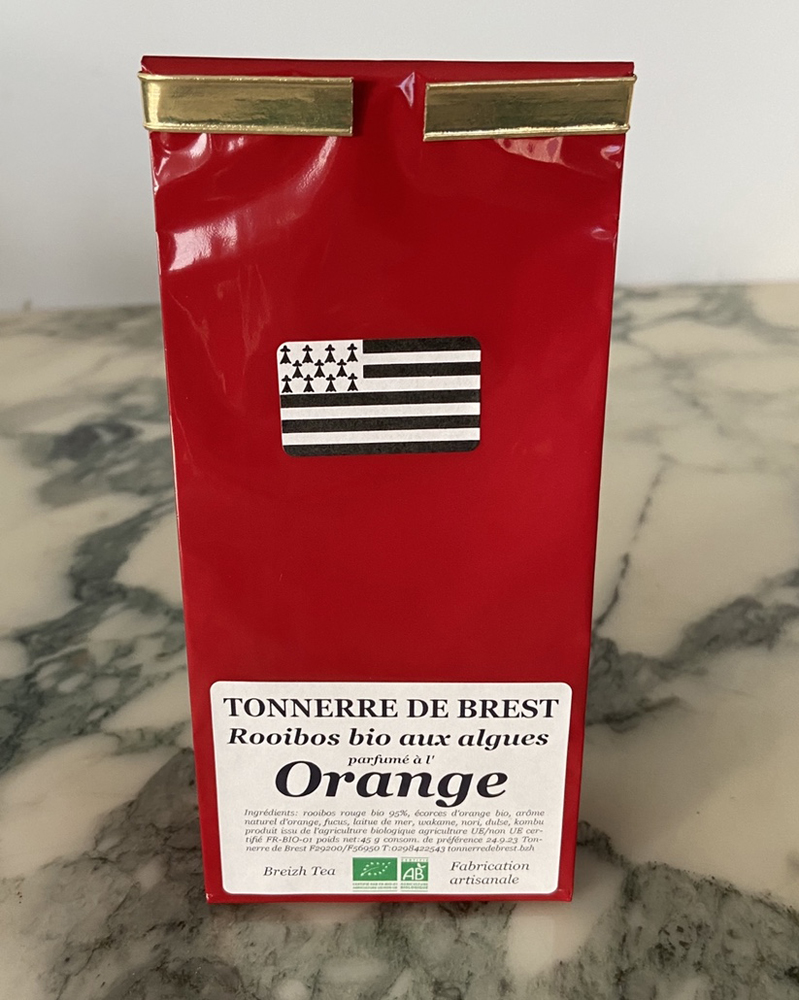 TONNERRE DE BREST
Rooibos bio aux algues
parfumé à l'
Orange
Ingrédients: rooibos rouge bio 95%, écorces d'orange bio, arôme
naturel d'orange, fucus, laitue de mer, wakame, nori, dulse, kombu
produit issu de l'agriculture biologique agriculture UE/non UE cer-
tifié FR-BIO-01 poids net:45 g consom. de préférence 24.9.23 Ton-
nerre de Brest F29200/F56950 T:0298422543 tonnerredebrest.bzh
Breizh Tea
AB
Fabrication
artisanale